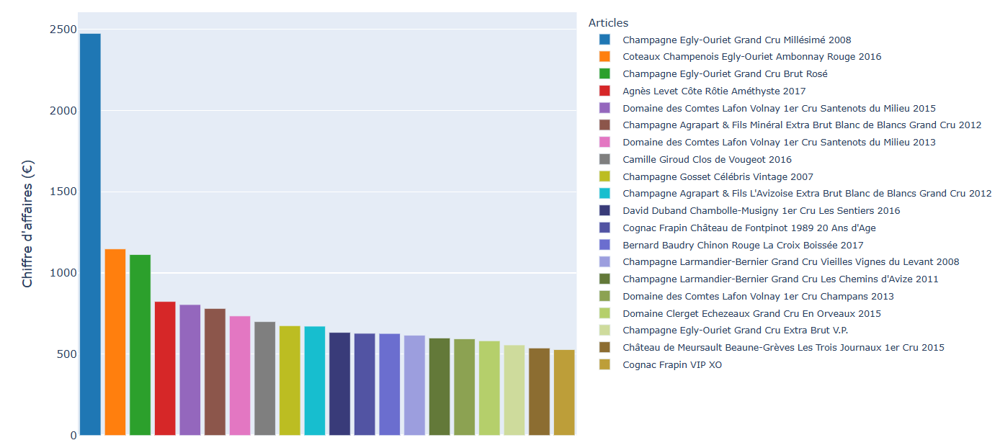 2500
2000
1500
1000
500
0
Chiffre d'affaires (€)
Articles
Champagne Egly-Ouriet Grand Cru Millésimé 2008
Coteaux Champenois Egly-Ouriet Ambonnay Rouge 2016
Champagne Egly-Ouriet Grand Cru Brut Rosé
Agnès Levet Côte Rôtie Améthyste 2017
Domaine des Comtes Lafon Volnay 1er Cru Santenots du Milieu 2015
Champagne Agrapart & Fils Minéral Extra Brut Blanc de Blancs Grand Cru 2012
Domaine des Comtes Lafon Volnay 1er Cru Santenots du Milieu 2013
Camille Giroud Clos de Vougeot 2016
Champagne Gosset Célébris Vintage 2007
Champagne Agrapart & Fils L'Avizoise Extra Brut Blanc de Blancs Grand Cru 2012
David Duband Chambolle-Musigny 1er Cru Les Sentiers 2016
Cognac Frapin Château de Fontpinot 1989 20 Ans d'Age
Bernard Baudry Chinon Rouge La Croix Boissée 2017
Champagne Larmandier-Bernier Grand Cru Vieilles Vignes du Levant 2008
Champagne Larmandier-Bernier Grand Cru Les Chemins d'Avize 2011
Domaine des Comtes Lafon Volnay 1er Cru Champans 2013
Domaine Clerget Echezeaux Grand Cru En Orveaux 2015
Champagne Egly-Ouriet Grand Cru Extra Brut V.P.
Château de Meursault Beaune-Grèves Les Trois Journaux 1er Cru 2015
Cognac Frapin VIP XO